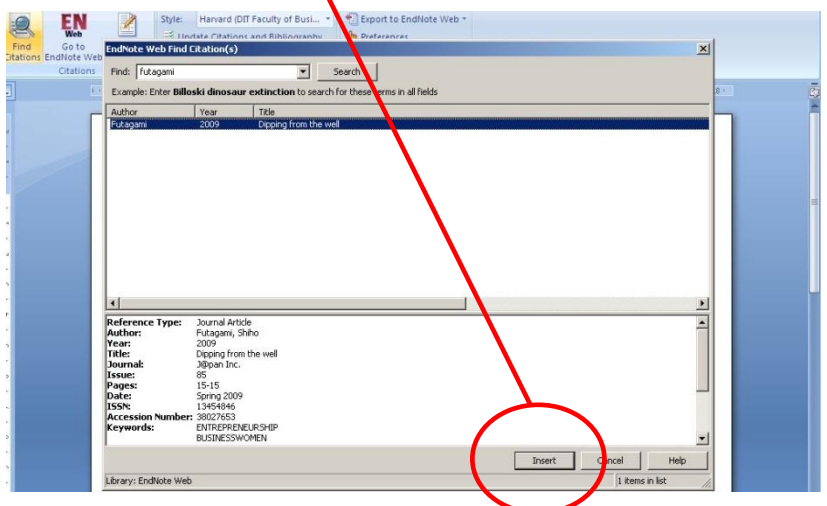 EN
Web
Style: Harvard (DIT Faculty of Busi...
Export to EndNote Web
Update Citations and Bibliography
Preferences
Find
Citations
Go to
EndNote Web
Citations
EndNote Web Find Citation(s)
Find: futagami
Search
Example: Enter Billoski dinosaur extinction to search for these terms in all fields
Author Year Title
Futagami 2009 Dipping from the well
Reference Type: Journal Article
Author: Futagami, Shiho
Year: 2009
Title: Dipping from the well
Journal: J@pan Inc.
Issue: 85
Pages: 15-15
Date: Spring 2009
ISSN: 13454846
Accession Number: 38027653
Keywords: ENTREPRENEURSHIP
BUSINESSWOMEN
Insert Cancel Help
Library: EndNote Web 1 items in list